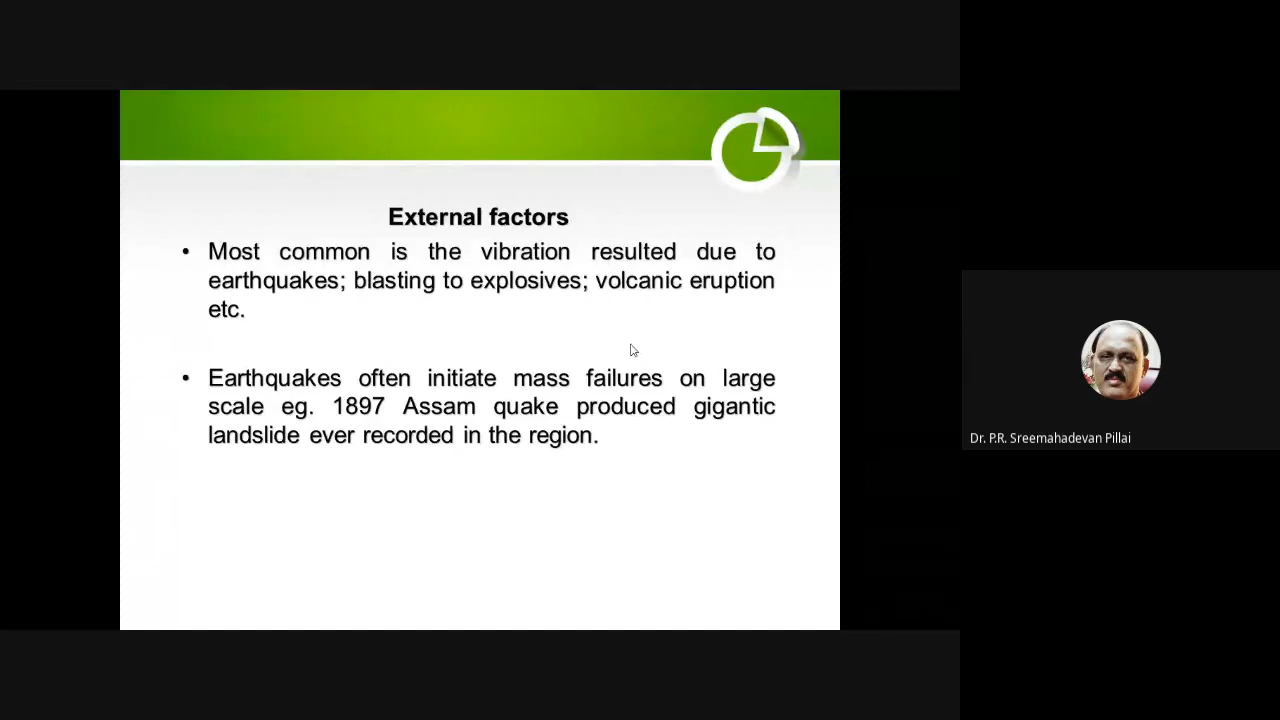 External factors
• Most common is the vibration resulted due to
earthquakes; blasting to explosives; volcanic eruption
etc.
• Earthquakes often initiate mass failures on large
scale eg. 1897 Assam quake produced gigantic
landslide ever recorded in the region.
Dr. P.R. Sreemahadevan Pillai